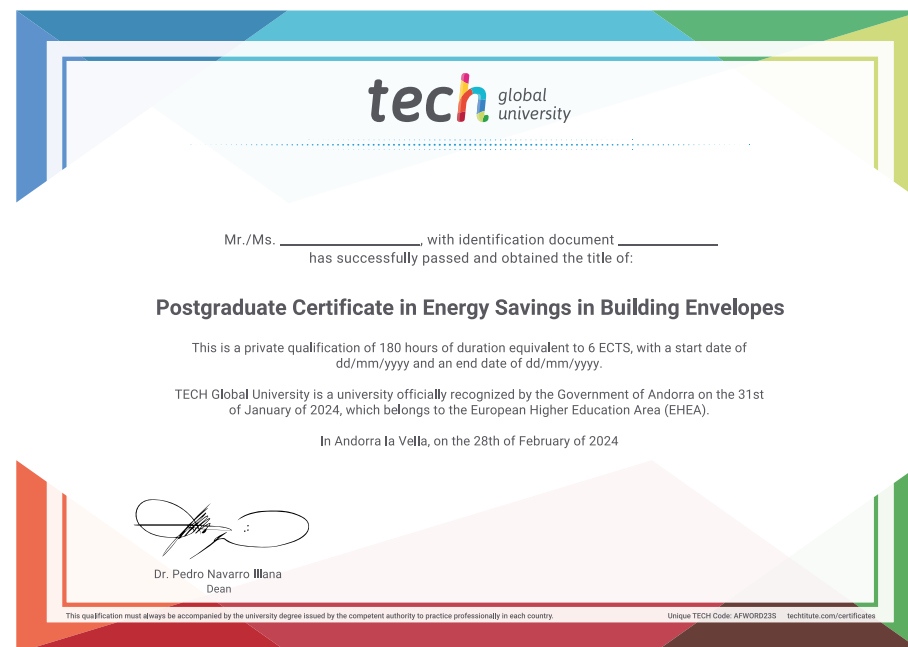 tech global
university
Mr./Ms. ____________________, with identification document ______________
has successfully passed and obtained the title of:
Postgraduate Certificate in Energy Savings in Building Envelopes
This is a private qualification of 180 hours of duration equivalent to 6 ECTS, with a start date of
dd/mm/yyyy and an end date of dd/mm/yyyy.
TECH Global University is a university officially recognized by the Government of Andorra on the 31st
of January of 2024, which belongs to the European Higher Education Area (EHEA).
In Andorra la Vella, on the 28th of February of 2024
Dr. Pedro Navarro Illana
Dean
This qualification must always be accompanied by the university degree issued by the competent authority to practice professionally in each country. Unique TECH Code: AFWORD23S techtitute.com/certificates